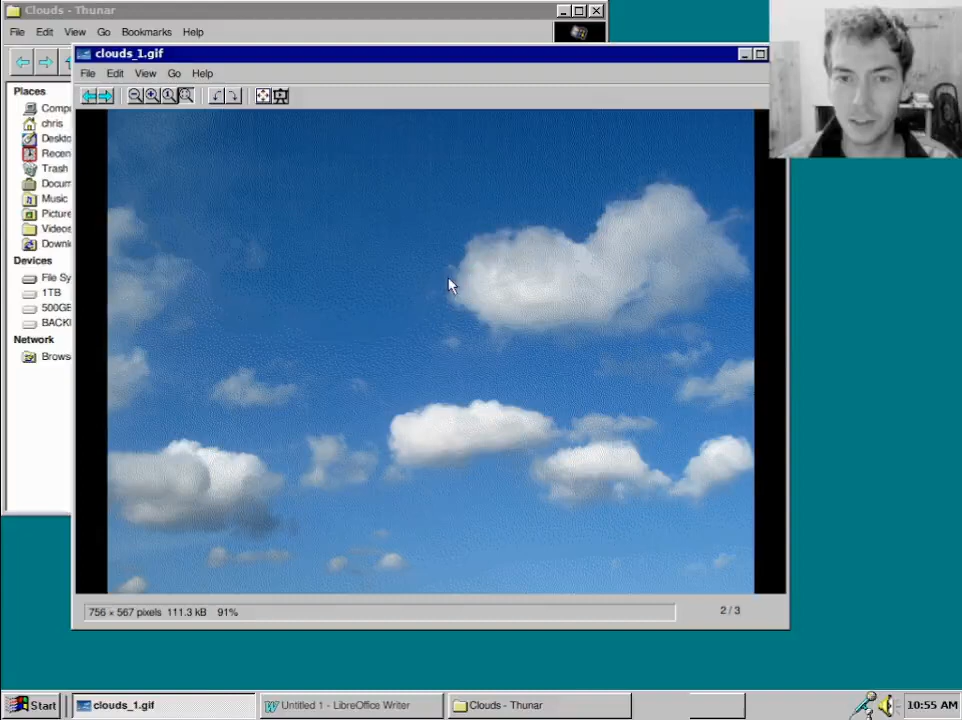 Clouds - Thunar
File Edit View Go Bookmarks Help
clouds_1.gif
File Edit View Go Help
Places
chris
Trash
Music
Videos
Devices
1TB
Network
756 × 567 pixels 111.3 kB 91%
2 / 3
Start clouds_1.gif Untitled 1 - LibreOffice Writer Clouds - Thunar 10:55 AM